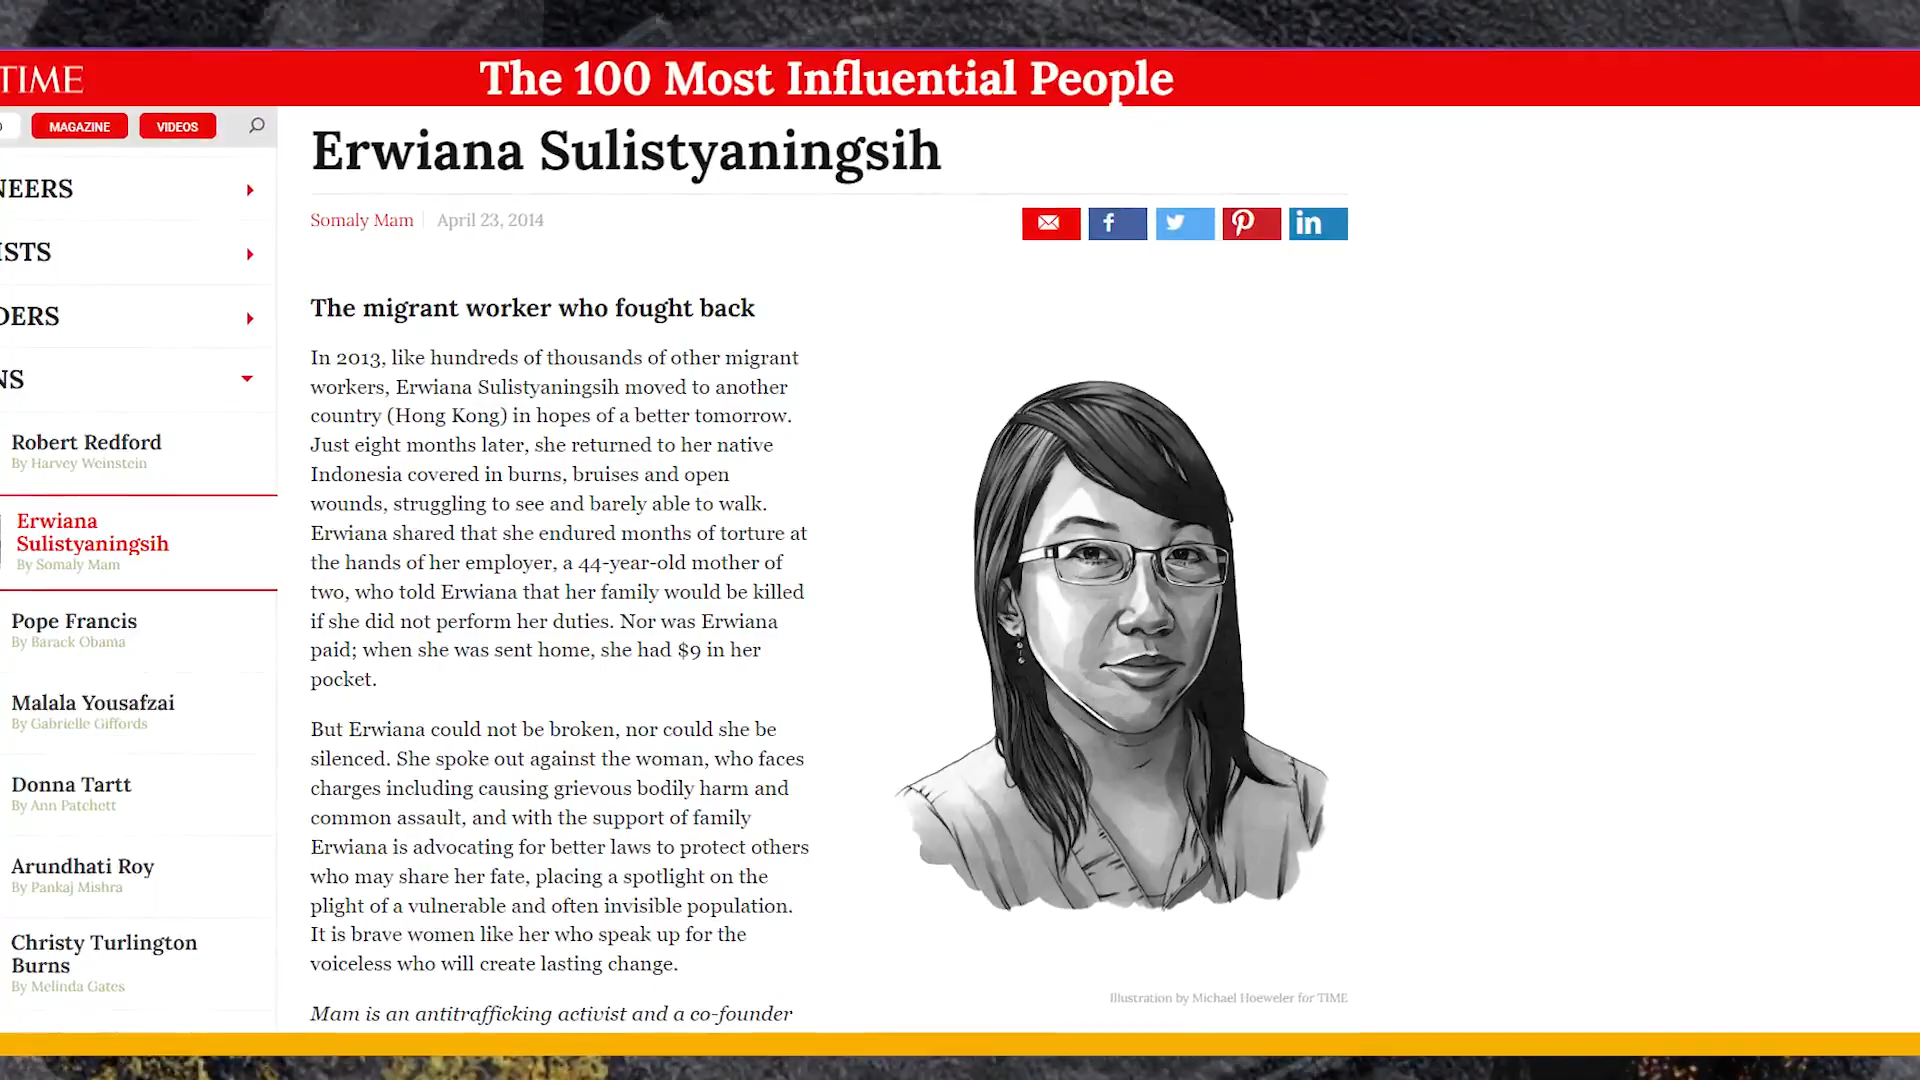 TIME
The 100 Most Influential People
MAGAZINE
VIDEOS
NEERS
ISTS
DERS
NS
Robert Redford
By Harvey Weinstein
Erwiana
Sulistyaningsih
By Somaly Mam
Pope Francis
By Barack Obama
Malala Yousafzai
By Gabrielle Giffords
Donna Tartt
By Ann Patchett
Arundhati Roy
By Pankaj Mishra
Christy Turlington
Burns
By Melinda Gates
Erwiana Sulistyaningsih
Somaly Mam
April 23, 2014
The migrant worker who fought back
In 2013, like hundreds of thousands of other migrant
workers, Erwiana Sulistyaningsih moved to another
country (Hong Kong) in hopes of a better tomorrow.
Just eight months later, she returned to her native
Indonesia covered in burns, bruises and open
wounds, struggling to see and barely able to walk.
Erwiana shared that she endured months of torture at
the hands of her employer, a 44-year-old mother of
two, who told Erwiana that her family would be killed
if she did not perform her duties. Nor was Erwiana
paid; when she was sent home, she had $9 in her
pocket.
But Erwiana could not be broken, nor could she be
silenced. She spoke out against the woman, who faces
charges including causing grievous bodily harm and
common assault, and with the support of family
Erwiana is advocating for better laws to protect others
who may share her fate, placing a spotlight on the
plight of a vulnerable and often invisible population.
It is brave women like her who speak up for the
voiceless who will create lasting change.
Mam is an antitrafficking activist and a co-founder
Illustration by Michael Hoeweler for TIME